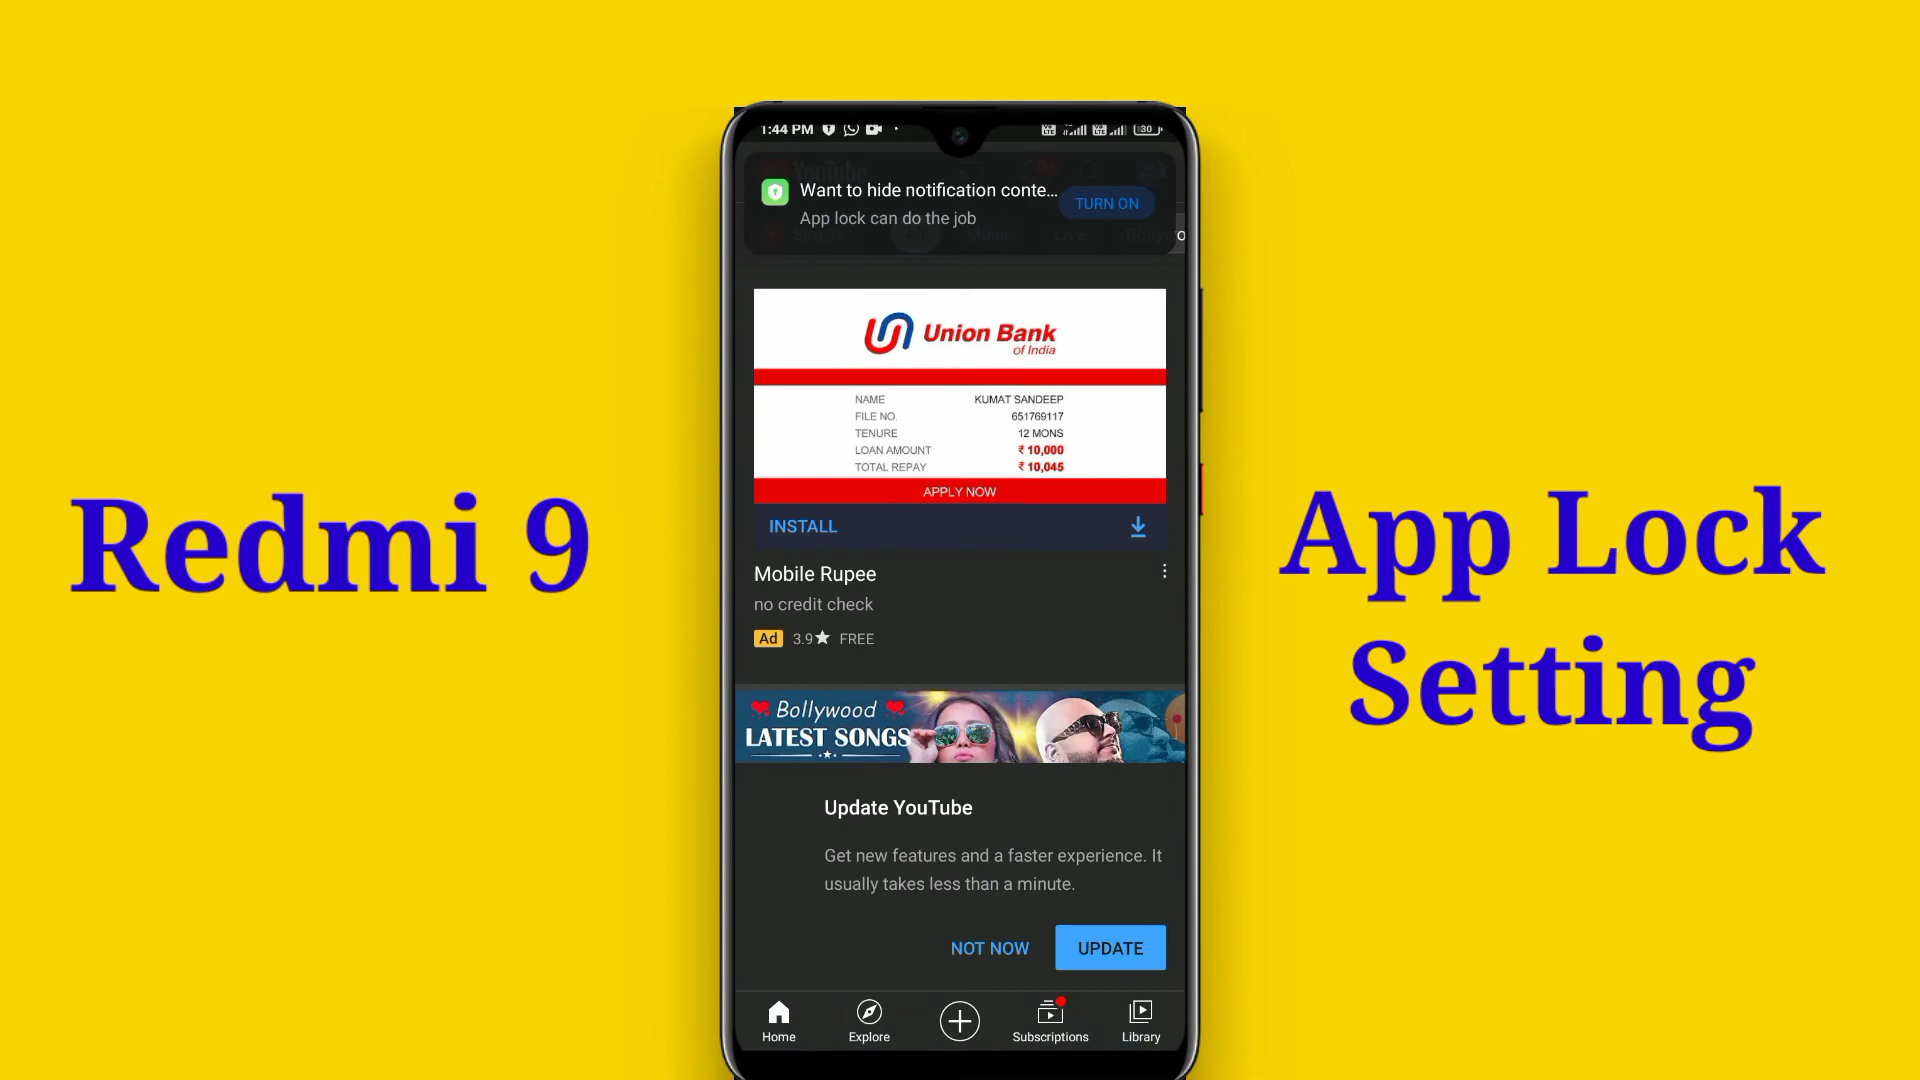 1:44 PM
30
YouTube
Want to hide notification conte...
TURN ON
App lock can do the job
Union Bank
of India
NAME KUMAT SANDEEP
FILE NO. 651769117
TENURE 12 MONS
LOAN AMOUNT ₹ 10,000
TOTAL REPAY ₹ 10,045
APPLY NOW
INSTALL
Mobile Rupee
no credit check
Ad 3.9★ FREE
Bollywood
LATEST SONGS
Update YouTube
Get new features and a faster experience. It
usually takes less than a minute.
NOT NOW UPDATE
Home Explore Subscriptions Library
Redmi 9
App Lock
Setting